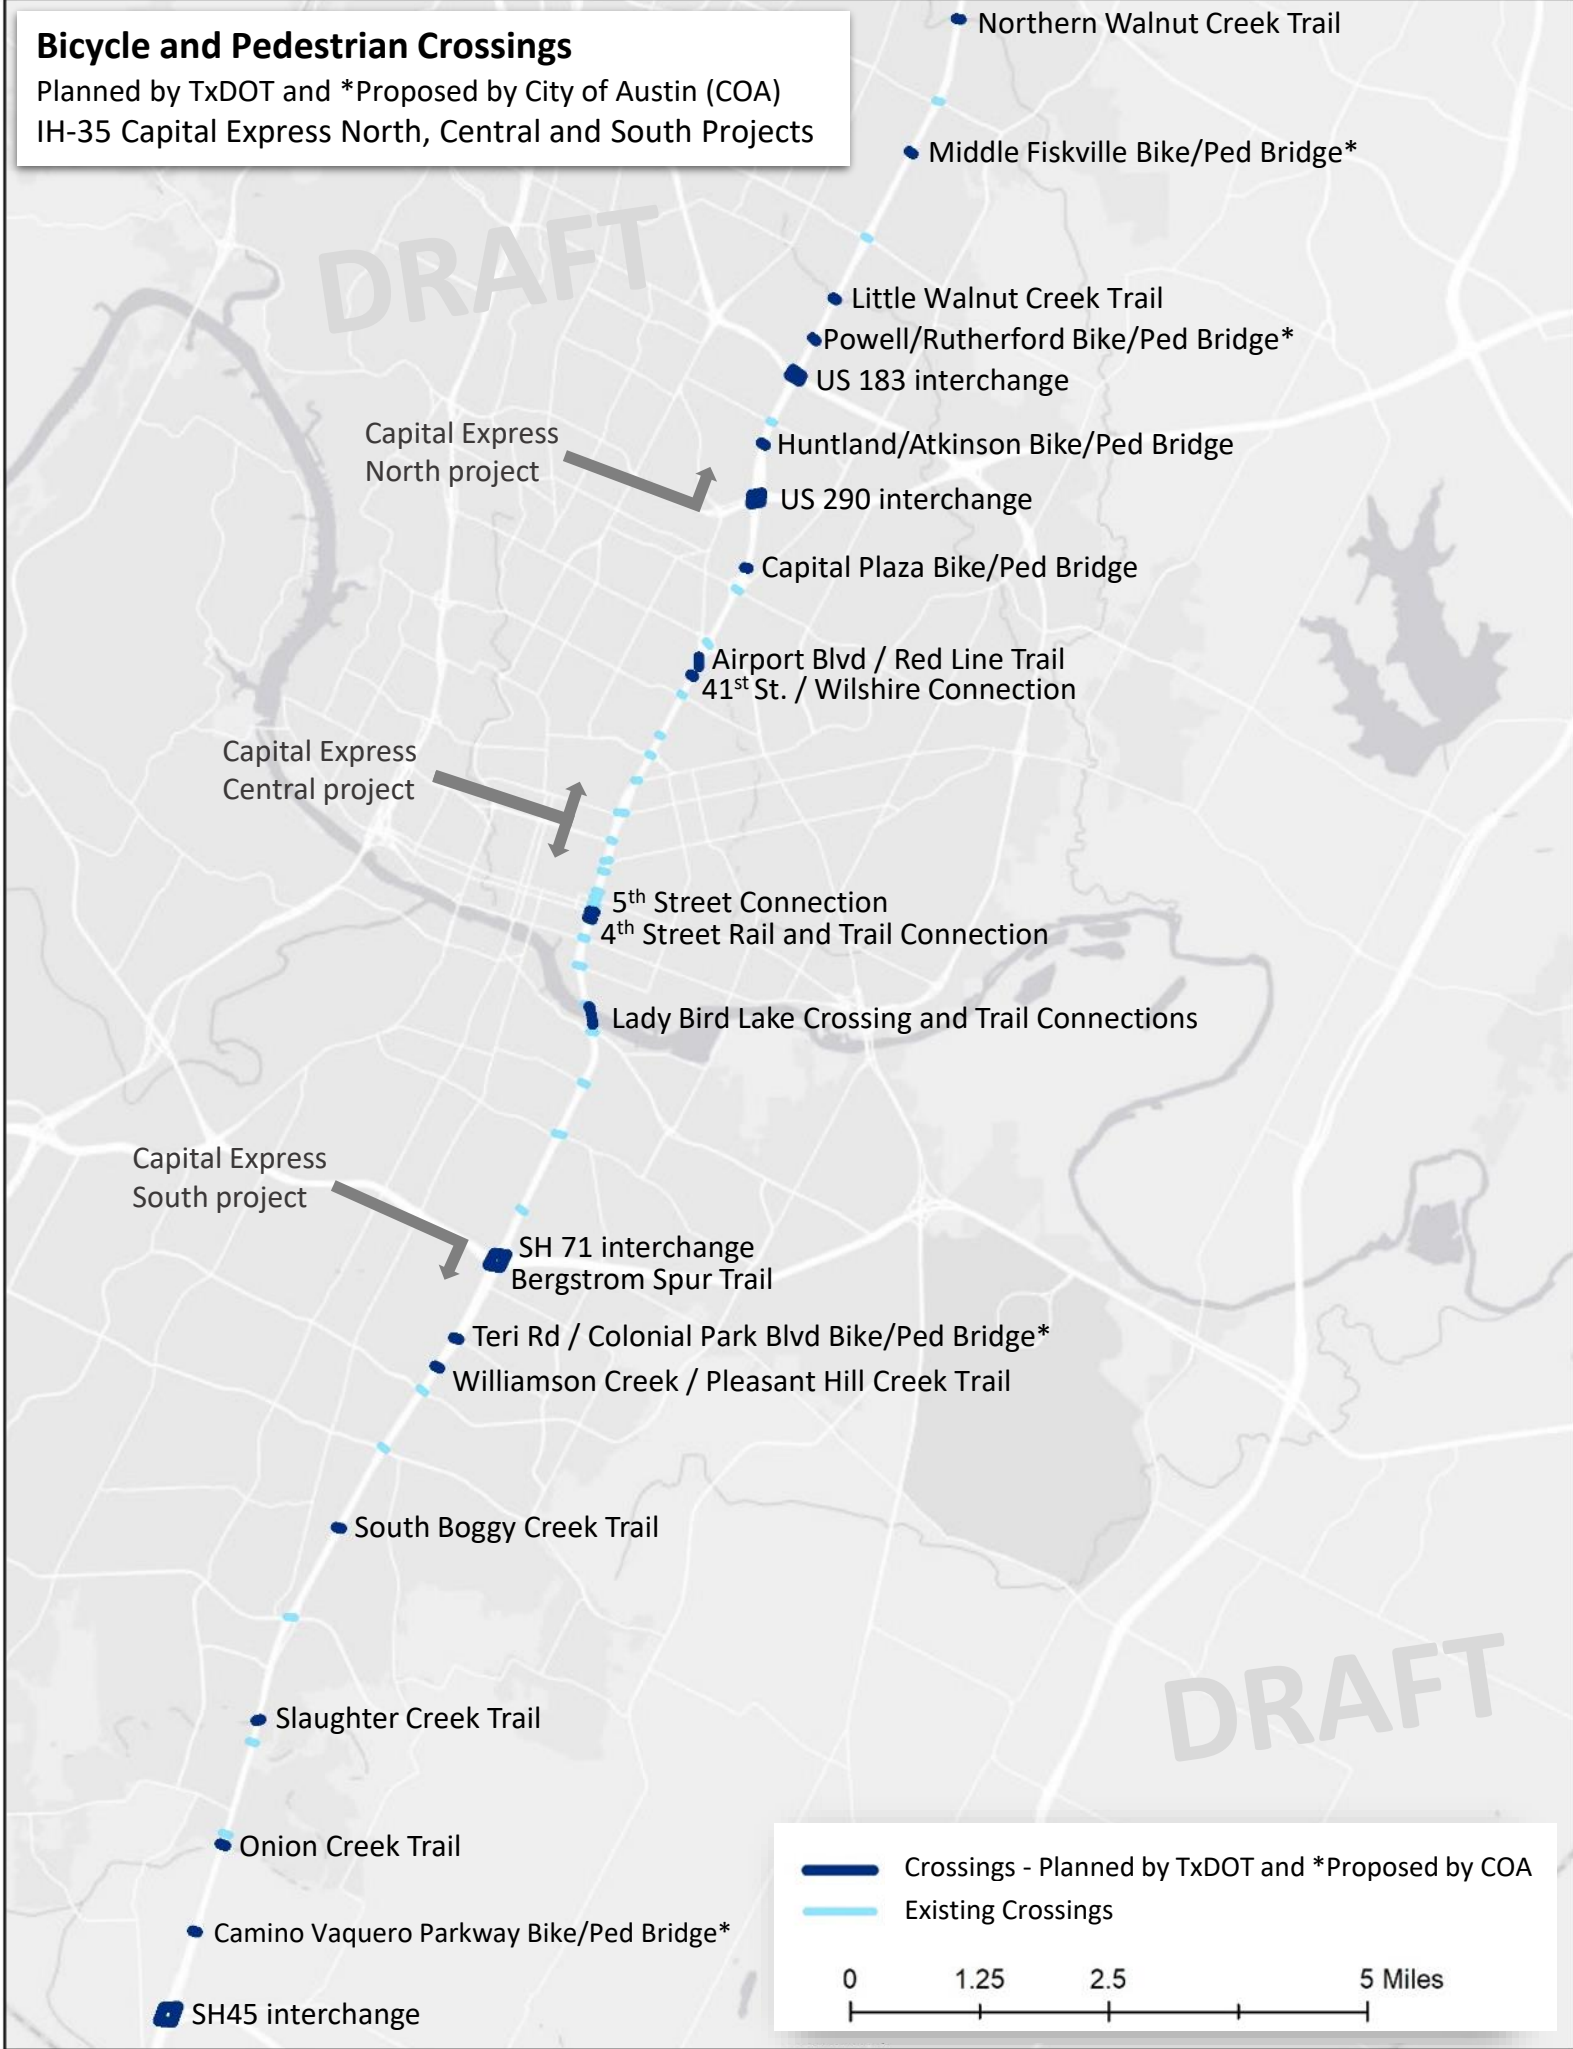 Bicycle and Pedestrian Crossings
Planned by TxDOT and *Proposed by City of Austin (COA)
IH-35 Capital Express North, Central and South Projects
Northern Walnut Creek Trail
Middle Fiskville Bike/Ped Bridge*
DRAFT
Little Walnut Creek Trail
Powell/Rutherford Bike/Ped Bridge*
US 183 interchange
Capital Express
North project
Huntland/Atkinson Bike/Ped Bridge
US 290 interchange
Capital Plaza Bike/Ped Bridge
Airport Blvd / Red Line Trail
41st St. / Wilshire Connection
Capital Express
Central project
5th Street Connection
4th Street Rail and Trail Connection
Lady Bird Lake Crossing and Trail Connections
Capital Express
South project
SH 71 interchange
Bergstrom Spur Trail
Teri Rd / Colonial Park Blvd Bike/Ped Bridge*
Williamson Creek / Pleasant Hill Creek Trail
South Boggy Creek Trail
DRAFT
Slaughter Creek Trail
Onion Creek Trail
Camino Vaquero Parkway Bike/Ped Bridge*
SH45 interchange
Crossings - Planned by TxDOT and *Proposed by COA
Existing Crossings
0 1.25 2.5 5 Miles